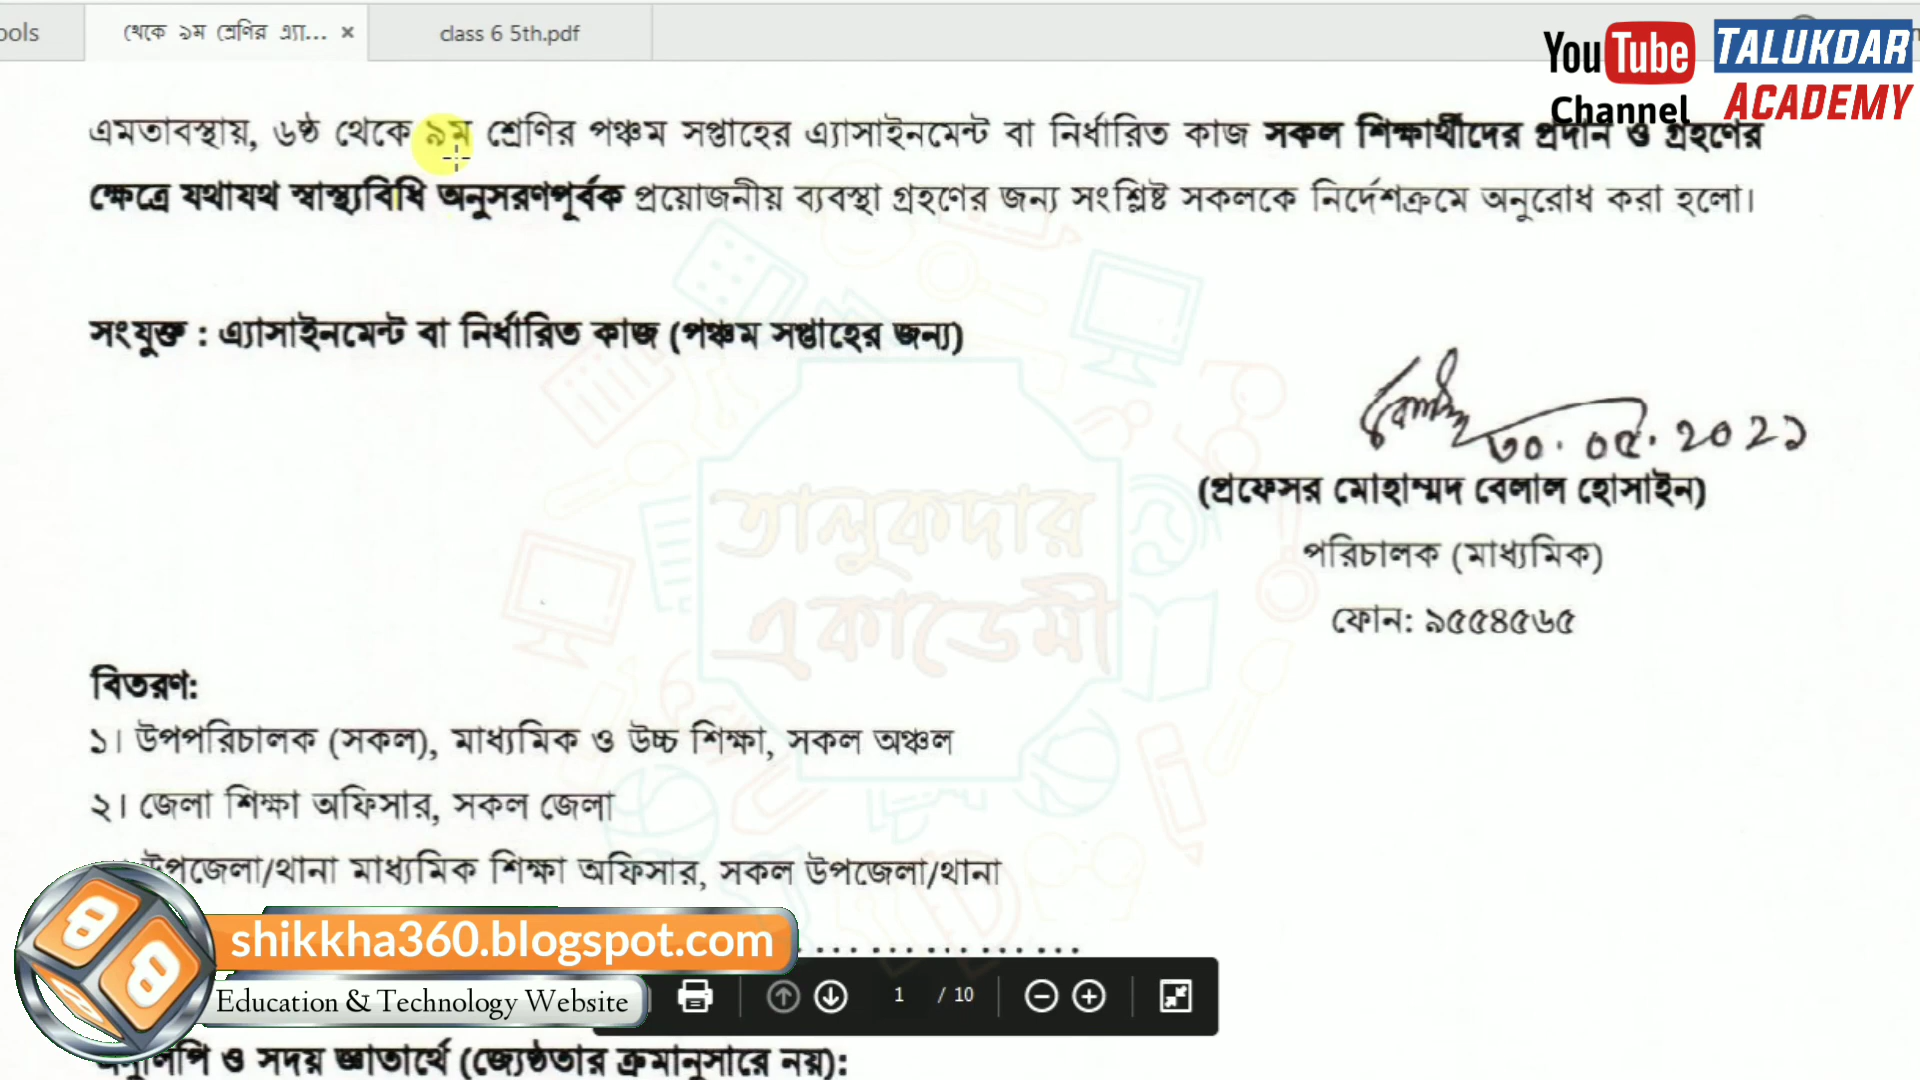 ools
থেকে ৯ম শ্রেণির এ্যা... ×
class 6 5th.pdf
YouTube Channel
TALUKDAR ACADEMY
এমতাবস্থায়, ৬ষ্ঠ থেকে ৯ম শ্রেণির পঞ্চম সপ্তাহের এ্যাসাইনমেন্ট বা নির্ধারিত কাজ সকল শিক্ষার্থীদের প্রদান ও গ্রহণের
ক্ষেত্রে যথাযথ স্বাস্থ্যবিধি অনুসরণপূর্বক প্রয়োজনীয় ব্যবস্থা গ্রহণের জন্য সংশ্লিষ্ট সকলকে নির্দেশক্রমে অনুরোধ করা হলো।
সংযুক্ত : এ্যাসাইনমেন্ট বা নির্ধারিত কাজ (পঞ্চম সপ্তাহের জন্য)
৩০.০৫.২০২১
(প্রফেসর মোহাম্মদ বেলাল হোসাইন)
পরিচালক (মাধ্যমিক)
ফোন: ৯৫৫৪৫৬৫
তালুকদার
একাডেমী
বিতরণ:
১। উপপরিচালক (সকল), মাধ্যমিক ও উচ্চ শিক্ষা, সকল অঞ্চল
২। জেলা শিক্ষা অফিসার, সকল জেলা
উপজেলা/থানা মাধ্যমিক শিক্ষা অফিসার, সকল উপজেলা/থানা
shikkha360.blogspot.com
Education & Technology Website
1 / 10
ও সদয় জ্ঞাতার্থে (জ্যেষ্ঠতার ক্রমানুসারে নয়):